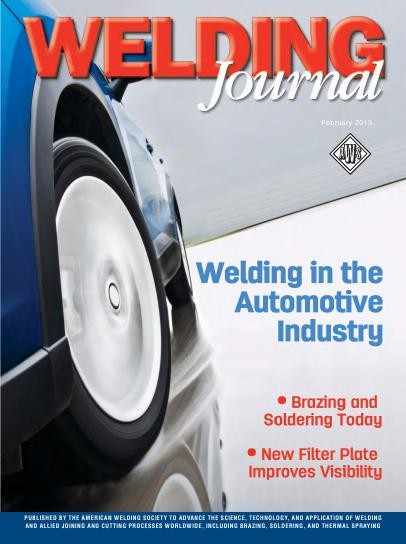 WELDING
Journal
February 2013
AWS
Welding in the
Automotive
Industry
• Brazing and
Soldering Today
• New Filter Plate
Improves Visibility
PUBLISHED BY THE AMERICAN WELDING SOCIETY TO ADVANCE THE SCIENCE, TECHNOLOGY, AND APPLICATION OF WELDING
AND ALLIED JOINING AND CUTTING PROCESSES WORLDWIDE, INCLUDING BRAZING, SOLDERING, AND THERMAL SPRAYING